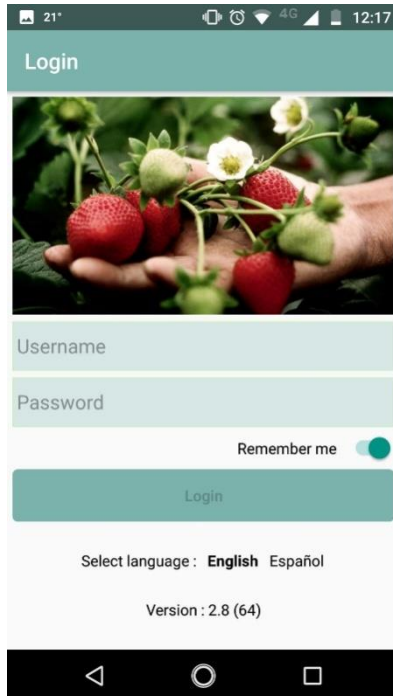 21° 4G 12:17
Login
Username
Password
Remember me
Login
Select language : English Español
Version : 2.8 (64)